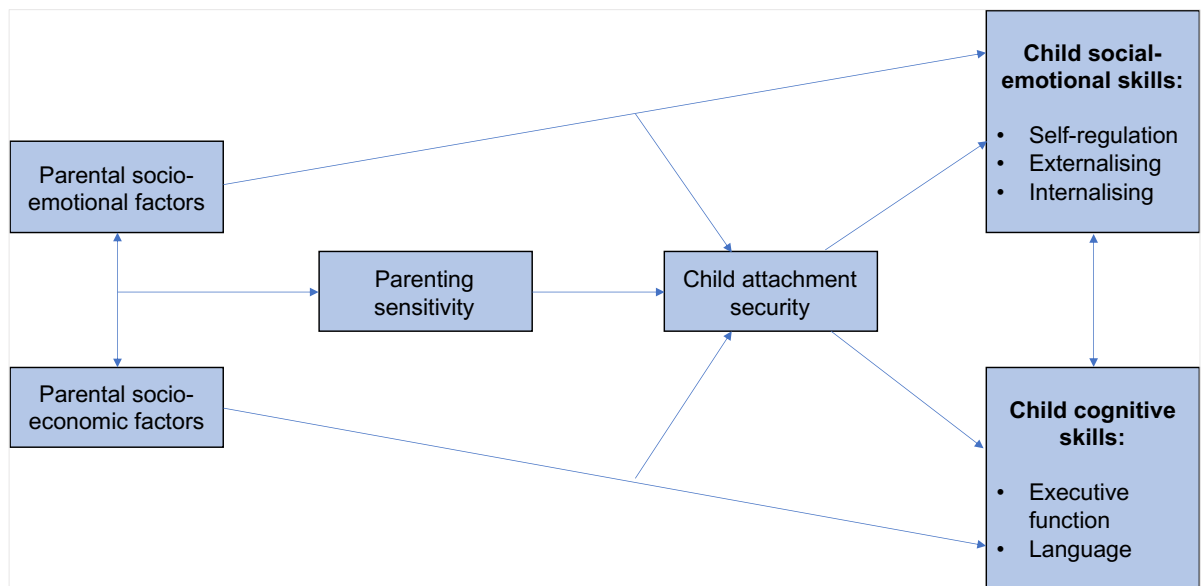 Parental socio-
emotional factors
Parental socio-
economic factors
Parenting
sensitivity
Child attachment
security
Child social-
emotional skills:
• Self-regulation
• Externalising
• Internalising
Child cognitive
skills:
• Executive
function
• Language